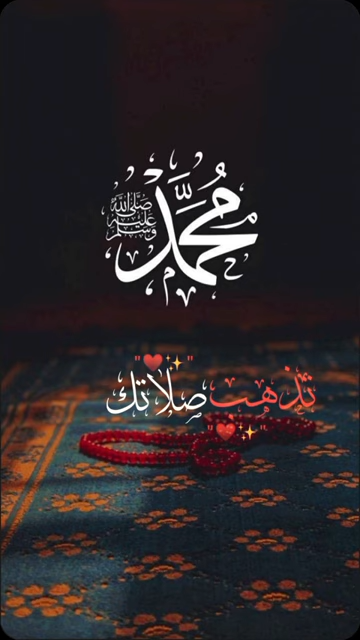 محمد
صلى الله
عليه
وسلم
"❤️✨"
تذهب صلاتك
"❤️✨"